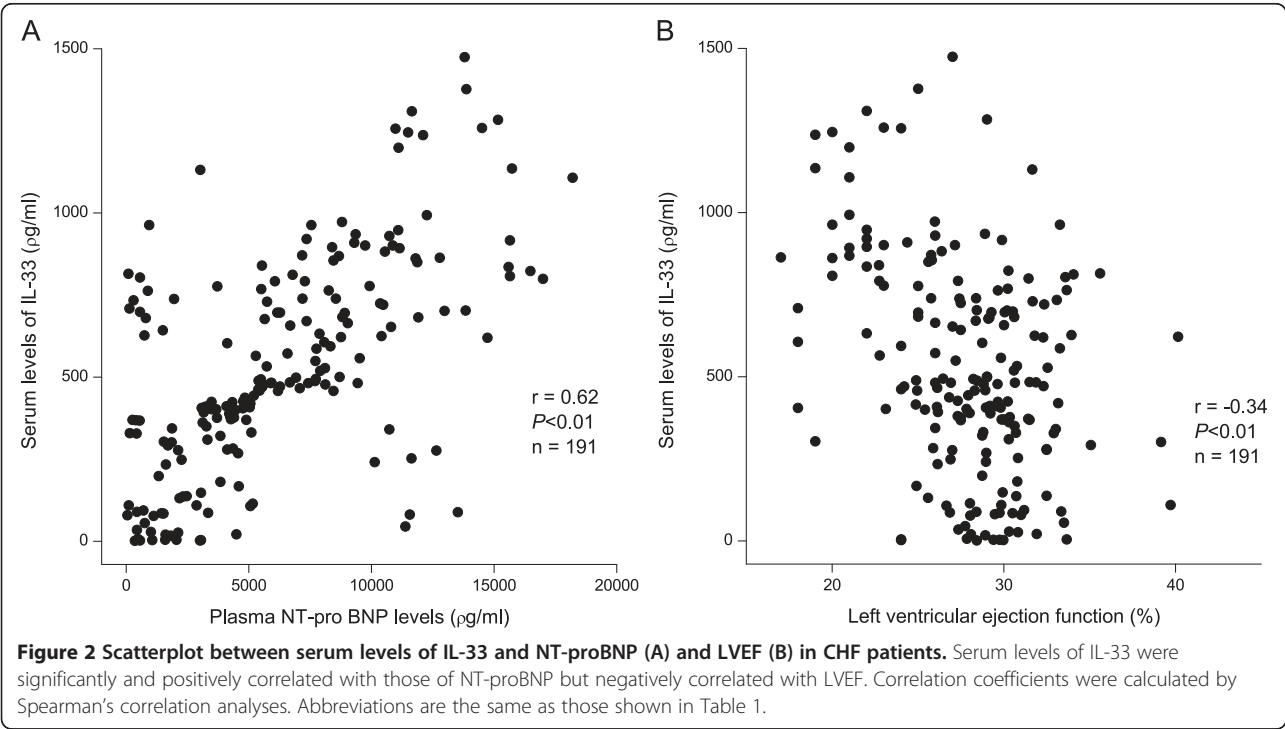 A
1500
1000
500
0
Serum levels of IL-33 (ρg/ml)
r = 0.62
P<0.01
n = 191
0
5000
10000
15000
20000
Plasma NT-pro BNP levels (ρg/ml)
B
1500
1000
500
0
Serum levels of IL-33 (ρg/ml)
r = -0.34
P<0.01
n = 191
20
30
40
Left ventricular ejection function (%)
Figure 2 Scatterplot between serum levels of IL-33 and NT-proBNP (A) and LVEF (B) in CHF patients. Serum levels of IL-33 were
significantly and positively correlated with those of NT-proBNP but negatively correlated with LVEF. Correlation coefficients were calculated by
Spearman's correlation analyses. Abbreviations are the same as those shown in Table 1.